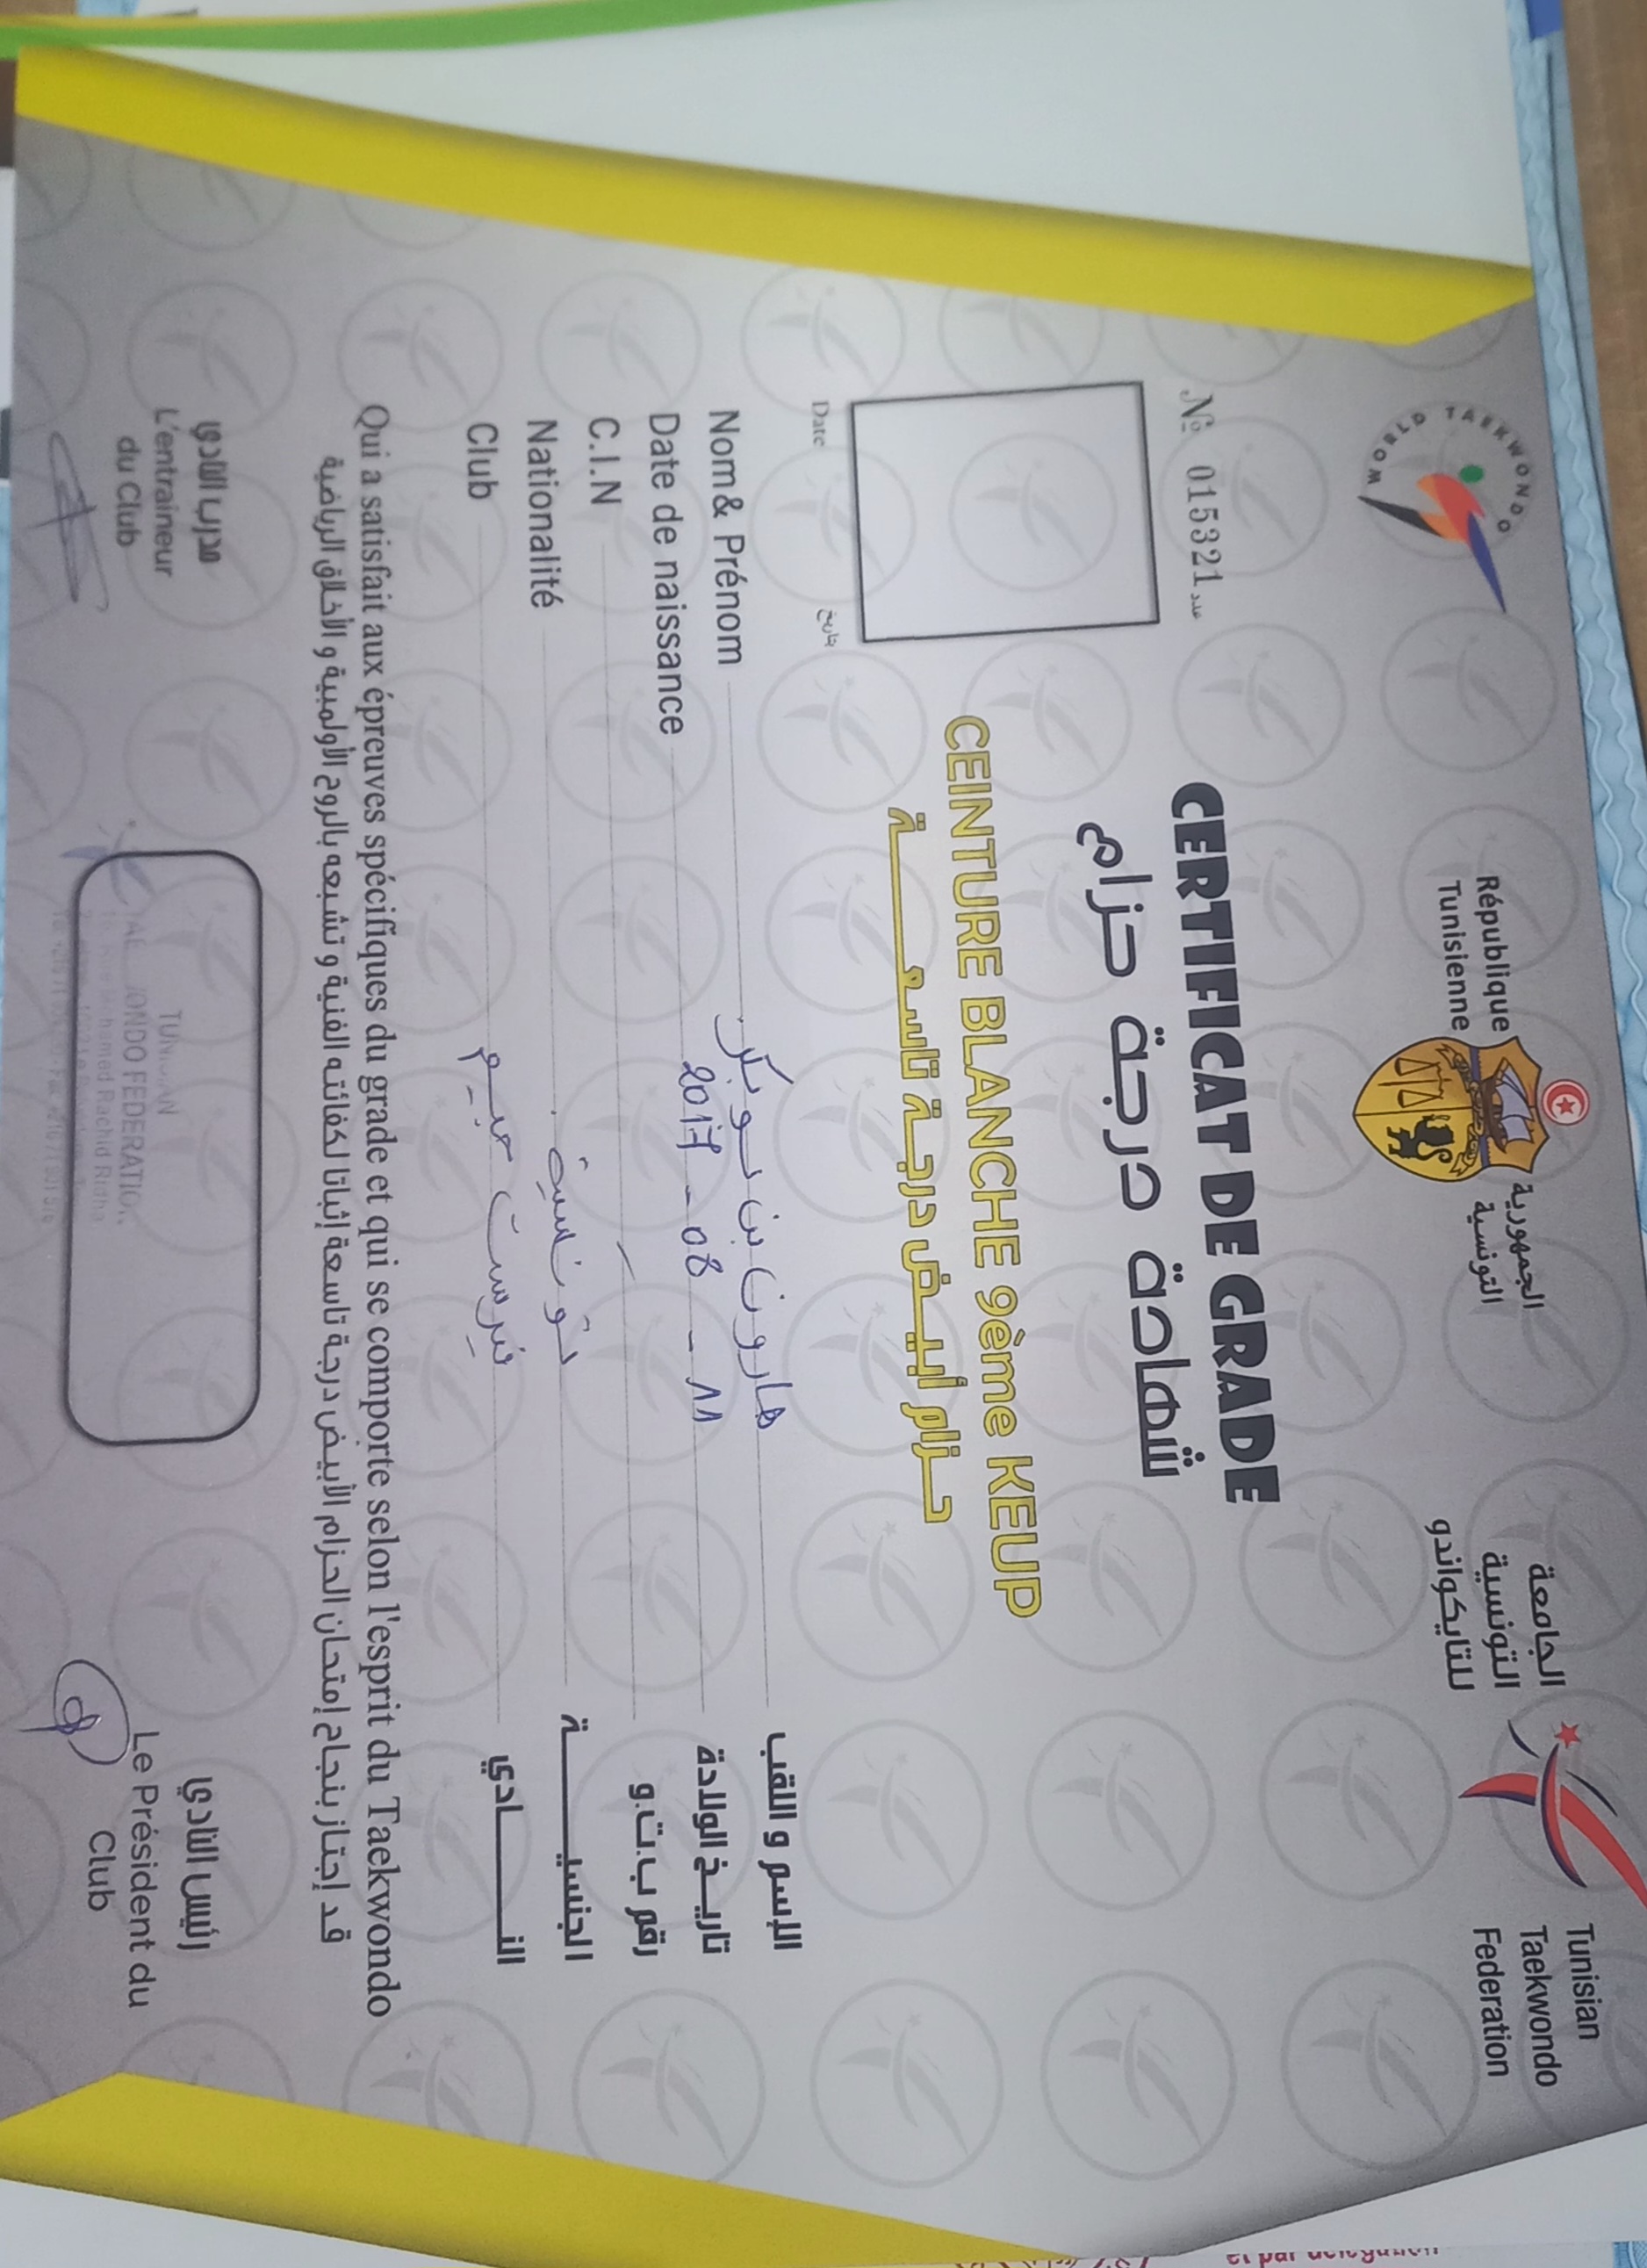 WORLD TAEKWONDO
République
Tunisienne
الجمهورية
التونسية
الجامعة
التونسية
للتايكواندو
Tunisian
Taekwondo
Federation
№ 015321 عدد
CERTIFICAT DE GRADE
شهادة درجة حزام
CEINTURE BLANCHE 9ème KEUP
حزام أبيض درجة تاسعة
Date تاريخ
Nom& Prénom هارون بن بوبكر الإسم و اللقب
Date de naissance 2017 - 08 - 11 تاريخ الولادة
C.I.N رقم ب.ت.و
Nationalité تونسية الجنسية
Club النادي
Qui a satisfait aux épreuves spécifiques du grade et qui se comporte selon l'esprit du Taekwondo
قد إجتاز بنجاح إمتحان الحزام الأبيض درجة تاسعة إثباتا لكفائته الفنية و تشبعه بالروح الأولمبية و الأخلاق الرياضية
مدرب النادي
L'entraineur
du Club
TUNISIAN
TAEKWONDO FEDERATION
رئيس النادي
Le Président du
Club